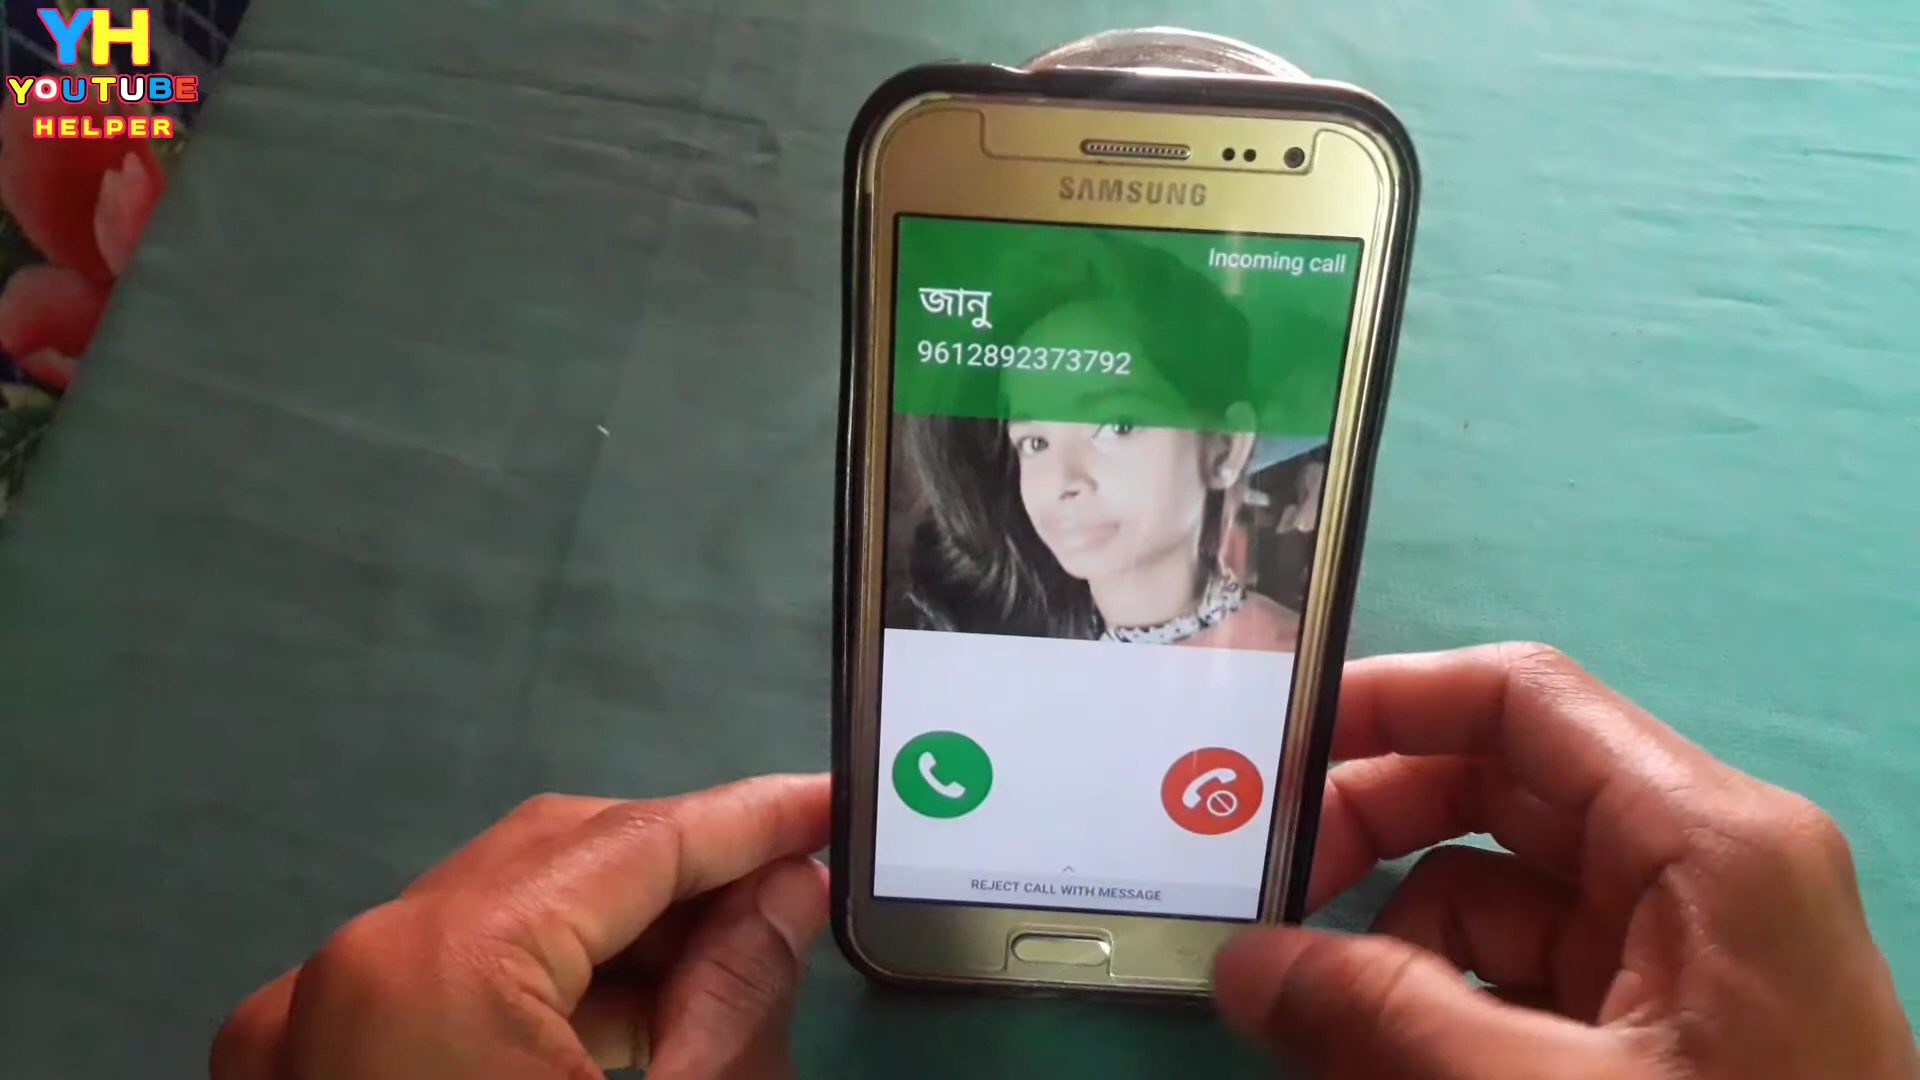 YH
YOUTUBE
HELPER
SAMSUNG
Incoming call
জানু
9612892373792
REJECT CALL WITH MESSAGE